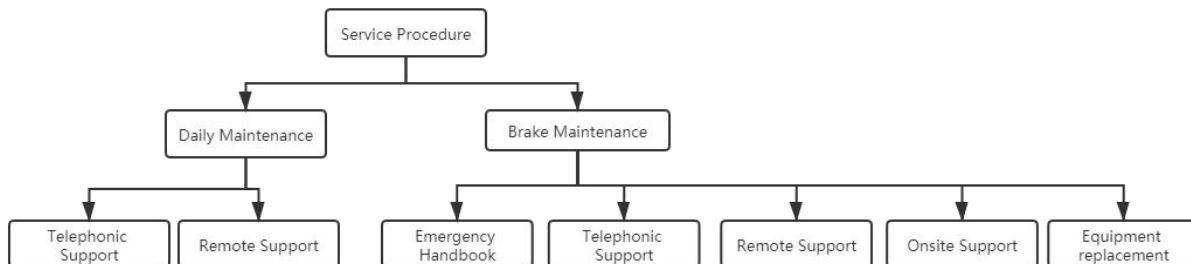 Service Procedure
Daily Maintenance
Brake Maintenance
Telephonic
Support
Remote Support
Emergency
Handbook
Telephonic
Support
Remote Support
Onsite Support
Equipment
replacement